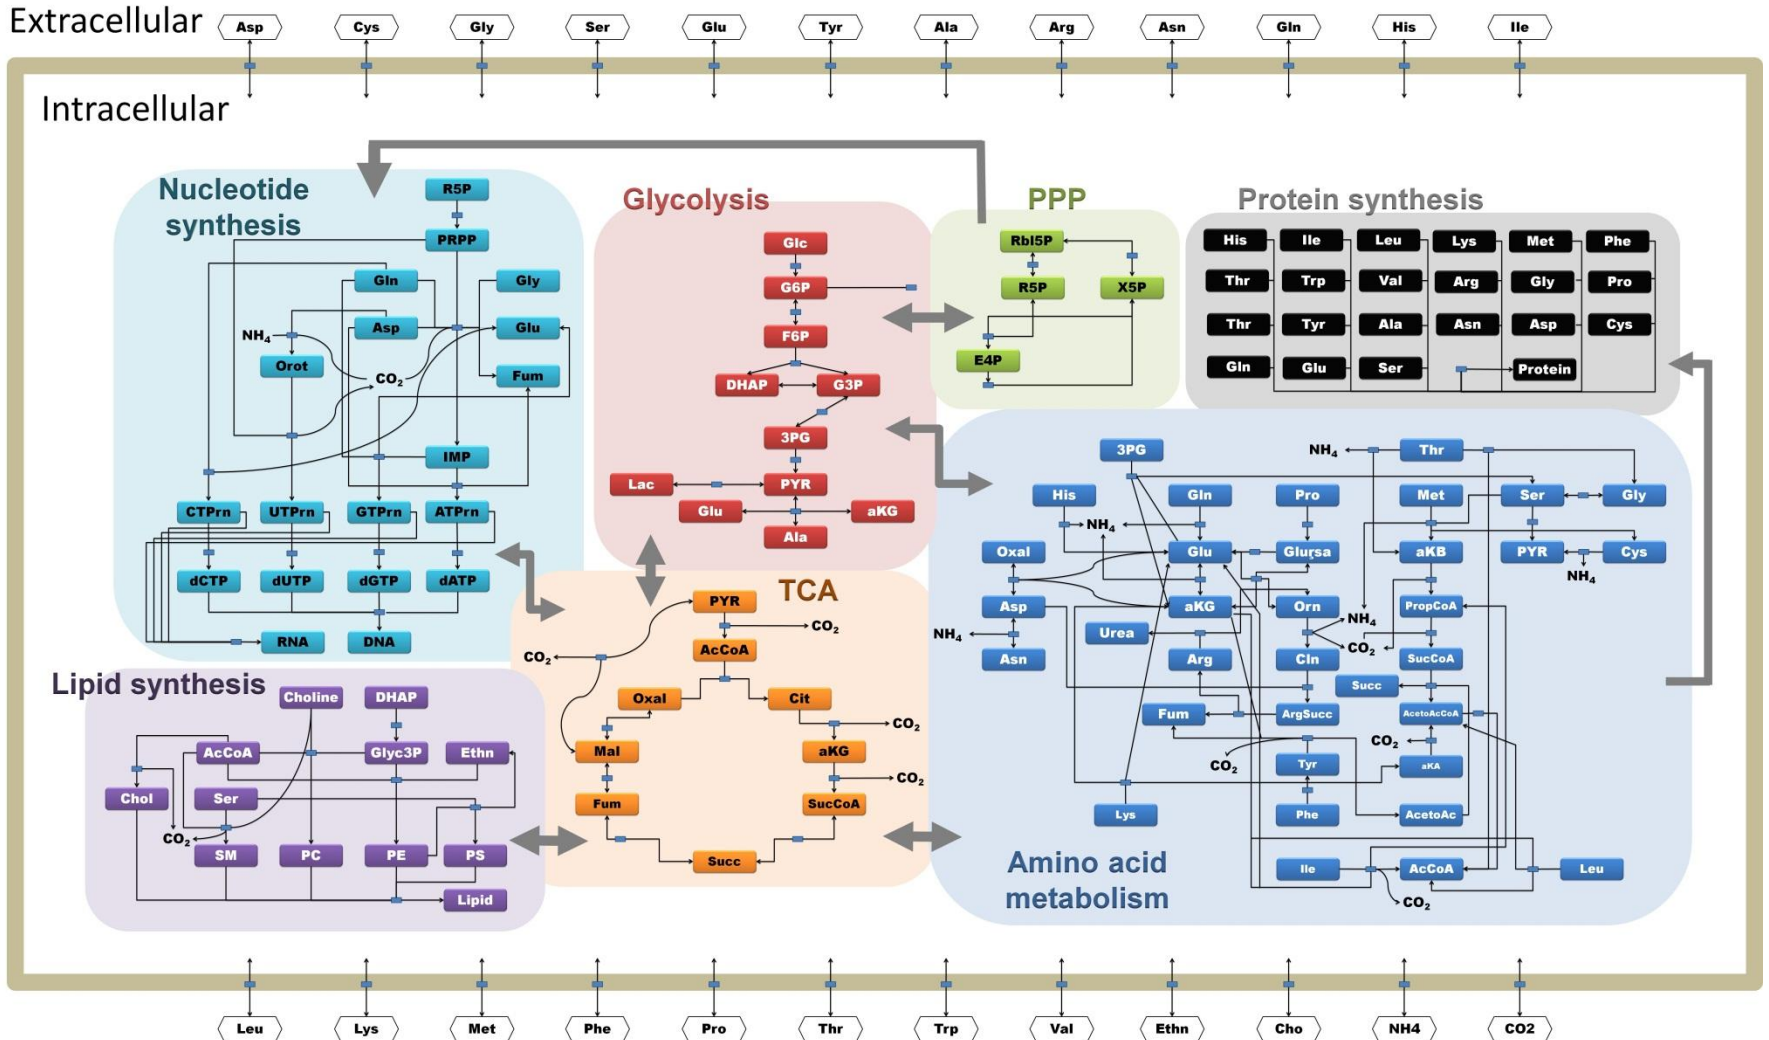 Extracellular
Asp Cys Gly Ser Glu Tyr Ala Arg Asn Gln His Ile
Intracellular
Nucleotide
synthesis
R5P
PRPP
Gln Gly
Asp Glu
NH4
Orot
CO2
Fum
IMP
CTPrn UTPrn GTPrn ATPrn
dCTP dUTP dGTP dATP
RNA DNA
Glycolysis
Glc
G6P
F6P
DHAP G3P
3PG
Lac PYR
Glu aKG
Ala
PPP
Rbl5P
R5P X5P
E4P
Protein synthesis
His Ile Leu Lys Met Phe
Thr Trp Val Arg Gly Pro
Thr Tyr Ala Asn Asp Cys
Gln Glu Ser Protein
TCA
PYR
CO2
AcCoA
CO2
Oxal Cit
CO2
Mal aKG
CO2
Fum SucCoA
Succ
Lipid synthesis
Choline DHAP
AcCoA Glyc3P Ethn
Chol Ser
CO2
SM PC PE PS
Lipid
3PG NH4 Thr
His Gln Pro Met Ser Gly
NH4
Oxal Glu Glursa aKB PYR Cys
NH4
Asp aKG Orn PropCoA
NH4
NH4 Urea
CO2
Asn Arg Cln SucCoA
Succ
Fum ArgSucc AcetoAcCoA
CO2
CO2 Tyr aKA
Lys Phe AcetoAc
Amino acid
metabolism
Ile AcCoA Leu
CO2
Leu Lys Met Phe Pro Thr Trp Val Ethn Cho NH4 CO2